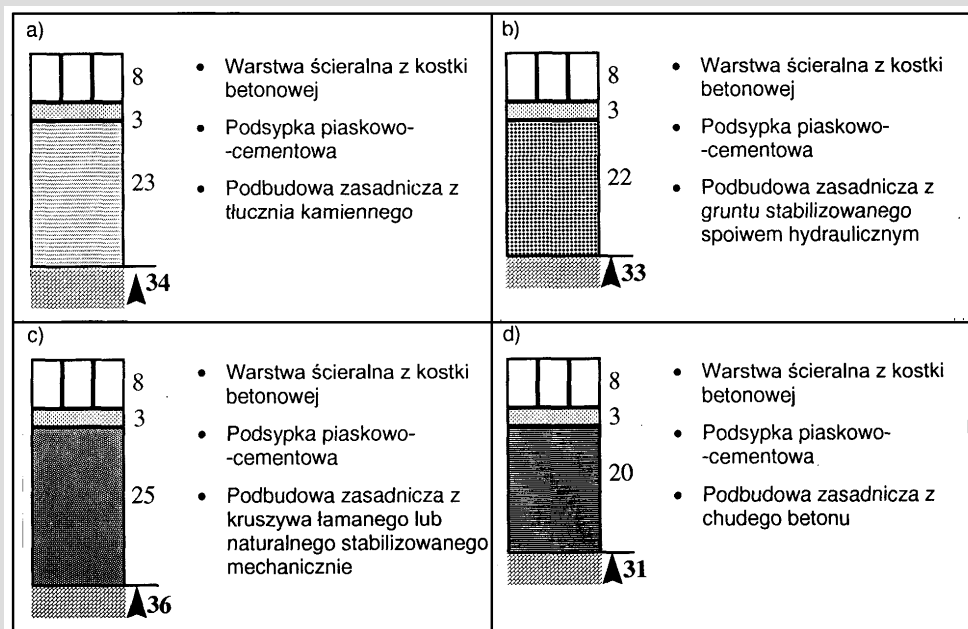 a)
8
3
23
34
• Warstwa ścieralna z kostki
betonowej
• Podsypka piaskowo-
-cementowa
• Podbudowa zasadnicza z
tłucznia kamiennego
b)
8
3
22
33
• Warstwa ścieralna z kostki
betonowej
• Podsypka piaskowo-
-cementowa
• Podbudowa zasadnicza z
gruntu stabilizowanego
spoiwem hydraulicznym
c)
8
3
25
36
• Warstwa ścieralna z kostki
betonowej
• Podsypka piaskowo-
-cementowa
• Podbudowa zasadnicza z
kruszywa łamanego lub
naturalnego stabilizowanego
mechanicznie
d)
8
3
20
31
• Warstwa ścieralna z kostki
betonowej
• Podsypka piaskowo-
-cementowa
• Podbudowa zasadnicza z
chudego betonu